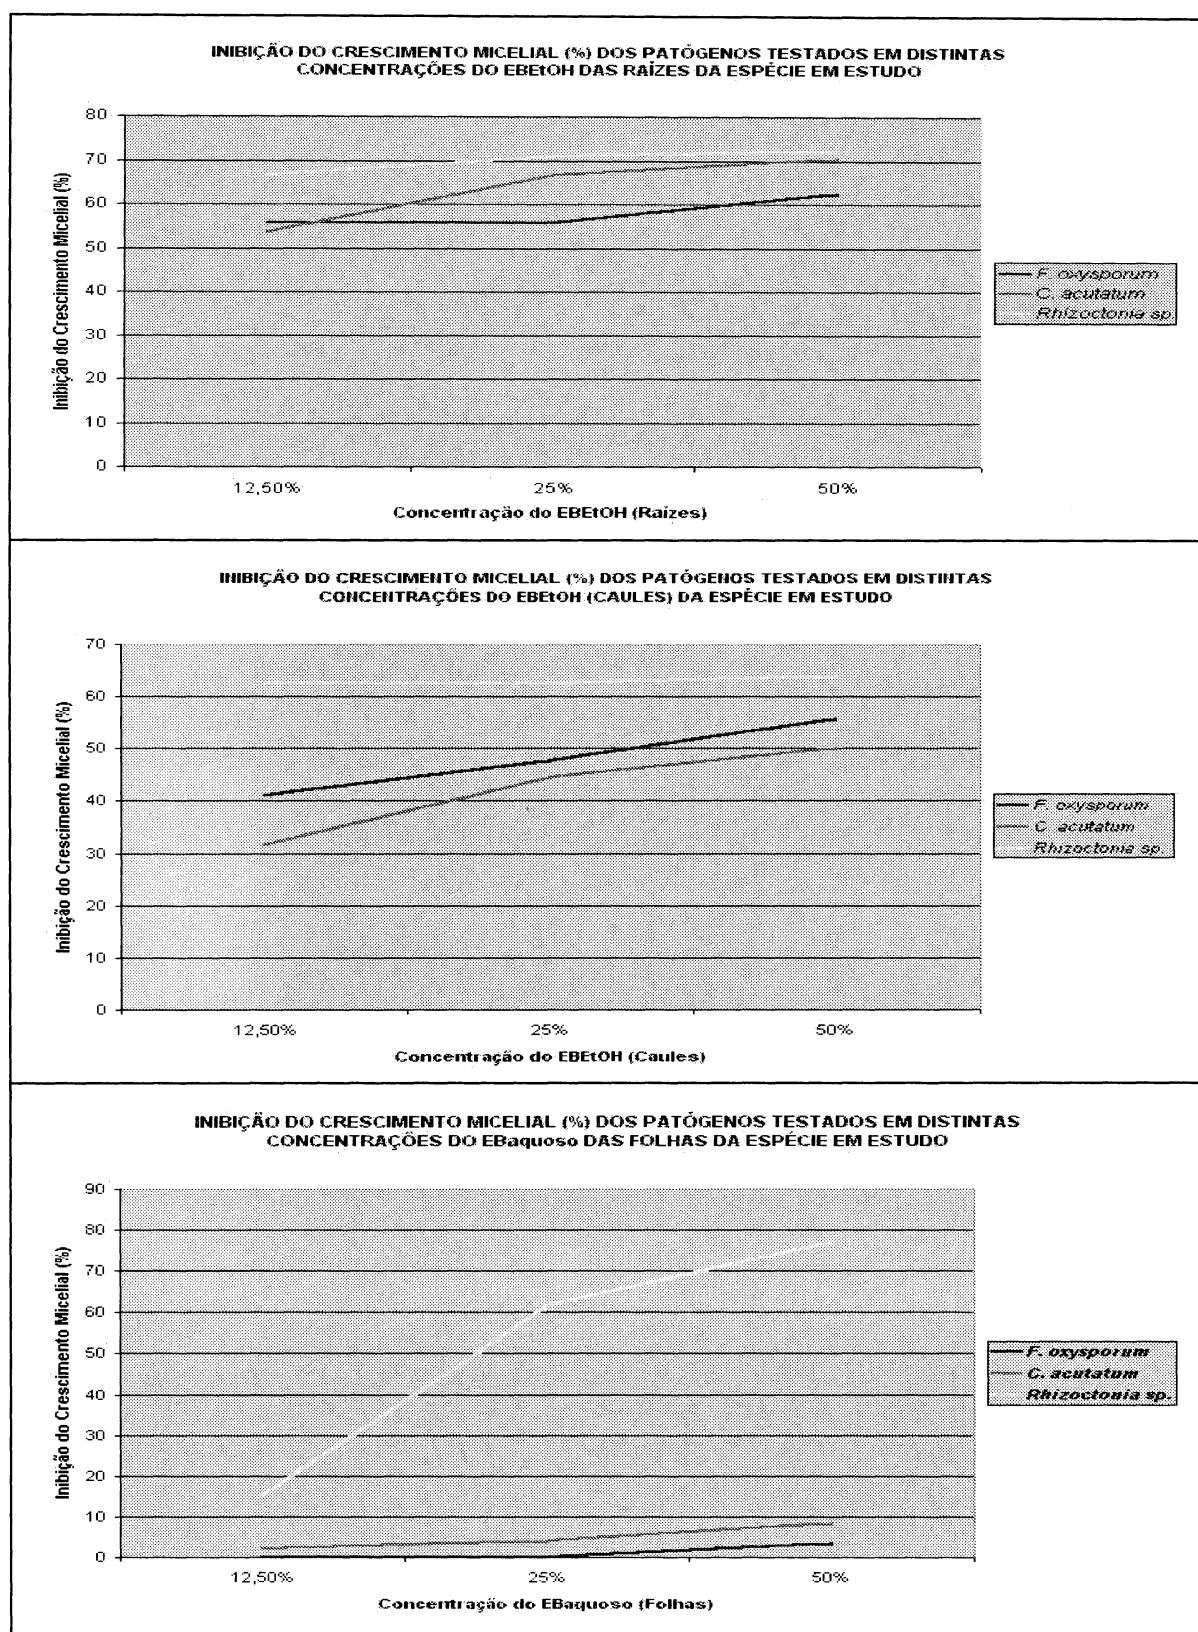 INIBIÇÃO DO CRESCIMENTO MICELIAL (%) DOS PATÓGENOS TESTADOS EM DISTINTAS
CONCENTRAÇÕES DO EBEtOH DAS RAÍZES DA ESPÉCIE EM ESTUDO
Inibição do Crescimento Micelial (%)
80
70
60
50
40
30
20
10
0
12,50%
25%
50%
Concentração do EBEtOH (Raízes)
F. oxysporum
C. acutatum
Rhizoctonia sp.
INIBIÇÃO DO CRESCIMENTO MICELIAL (%) DOS PATÓGENOS TESTADOS EM DISTINTAS
CONCENTRAÇÕES DO EBEtOH (CAULES) DA ESPÉCIE EM ESTUDO
Inibição do Crescimento Micelial (%)
70
60
50
40
30
20
10
0
12,50%
25%
50%
Concentração do EBEtOH (Caules)
F. oxysporum
C. acutatum
Rhizoctonia sp.
INIBIÇÃO DO CRESCIMENTO MICELIAL (%) DOS PATÓGENOS TESTADOS EM DISTINTAS
CONCENTRAÇÕES DO EBaquoso DAS FOLHAS DA ESPÉCIE EM ESTUDO
Inibição do Crescimento Micelial (%)
90
80
70
60
50
40
30
20
10
0
12,50%
25%
50%
Concentração do EBaquoso (Folhas)
F. oxysporum
C. acutatum
Rhizoctonia sp.